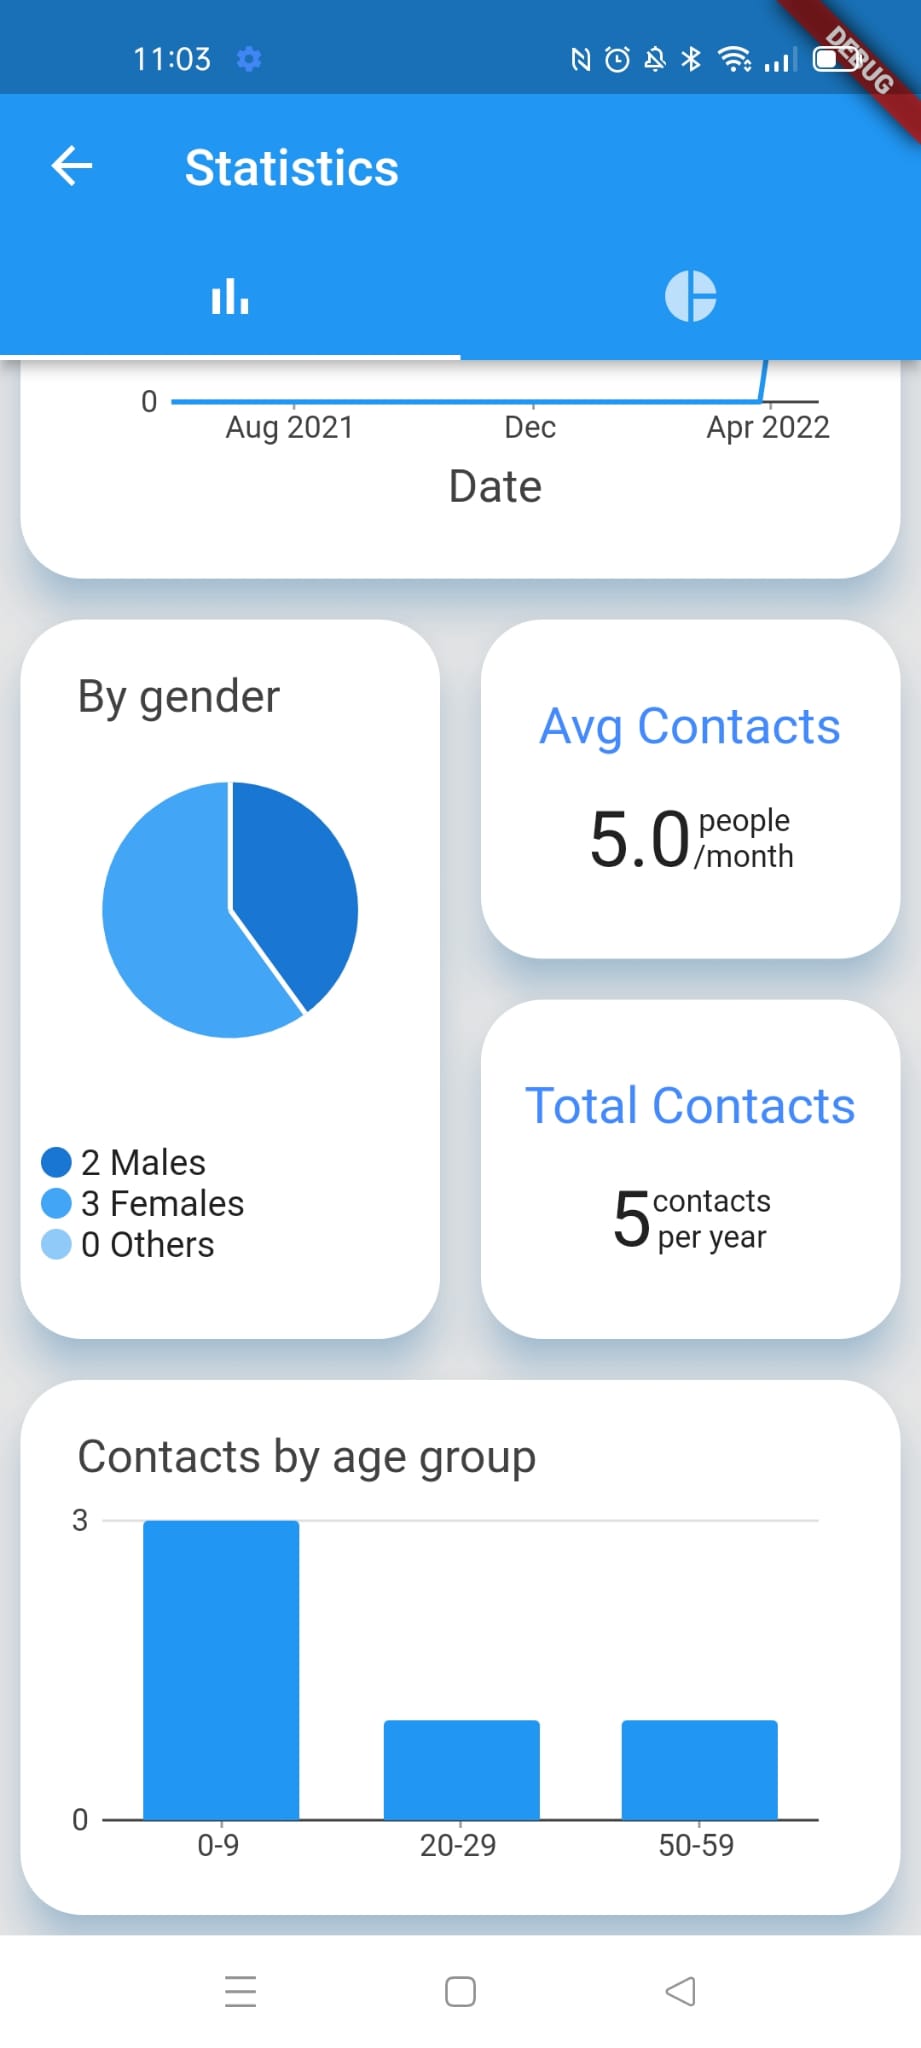 11:03
DEBUG
Statistics
0
Aug 2021 Dec Apr 2022
Date
By gender
2 Males
3 Females
0 Others
Avg Contacts
5.0 people
/month
Total Contacts
5 contacts
per year
Contacts by age group
3
0
0-9 20-29 50-59